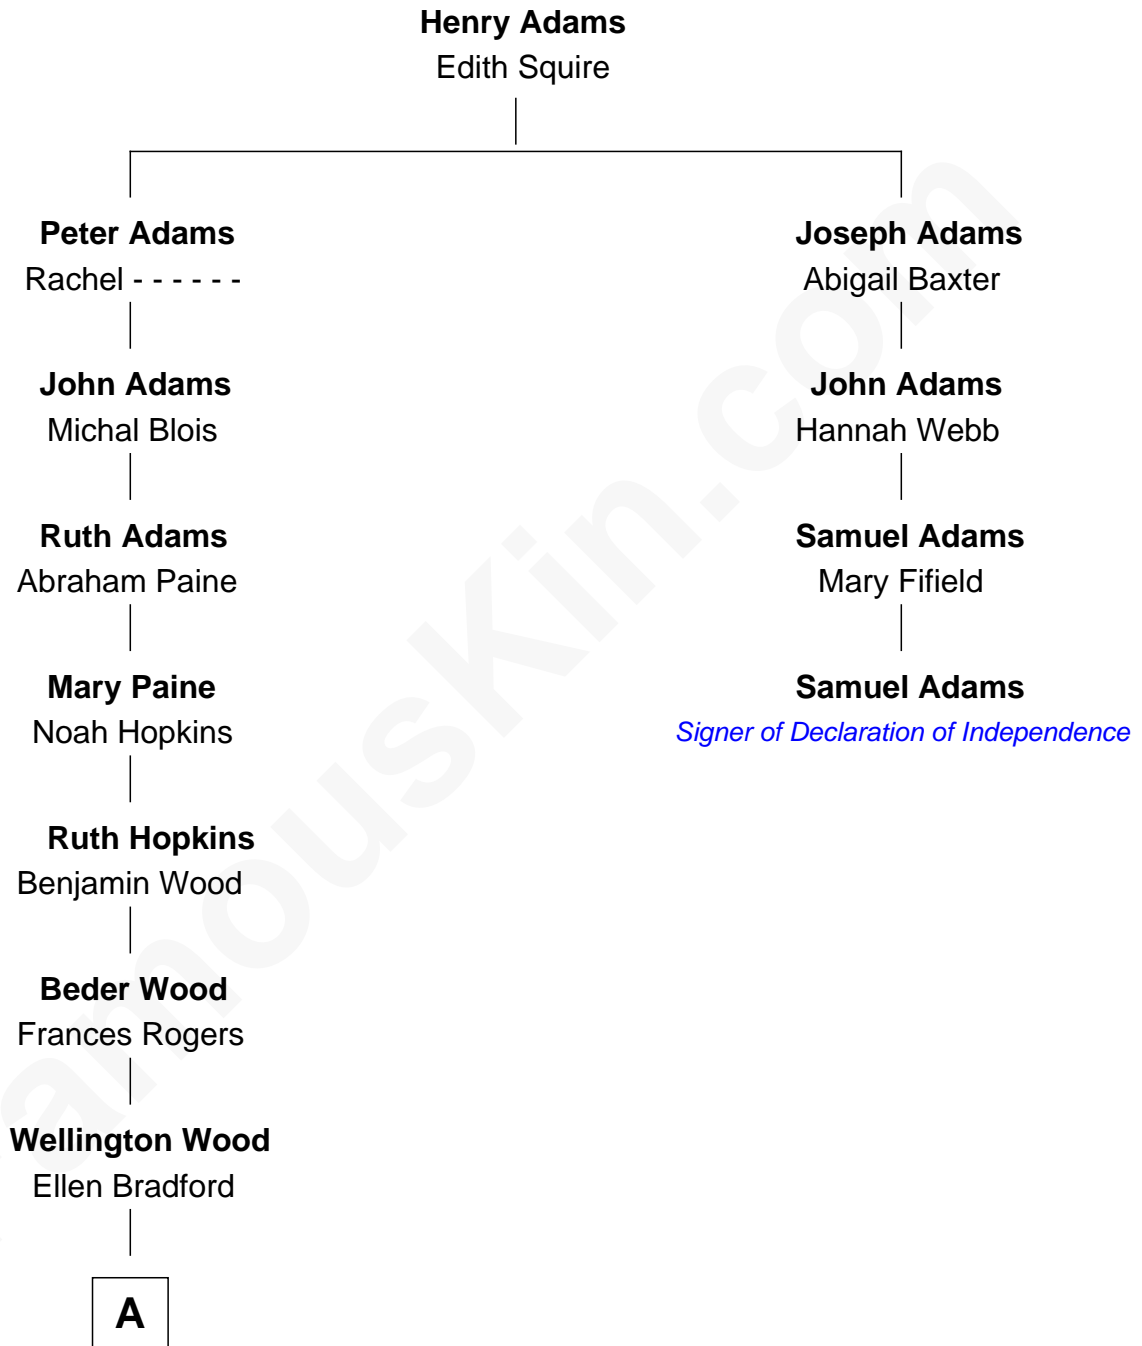 Henry Adams
Edith Squire
Peter Adams
Rachel - - - - - -
Joseph Adams
Abigail Baxter
John Adams
Michal Blois
John Adams
Hannah Webb
Ruth Adams
Abraham Paine
Samuel Adams
Mary Fifield
Mary Paine
Noah Hopkins
Samuel Adams
Signer of Declaration of Independence
Ruth Hopkins
Benjamin Wood
Beder Wood
Frances Rogers
Wellington Wood
Ellen Bradford
A
FamousKin.com